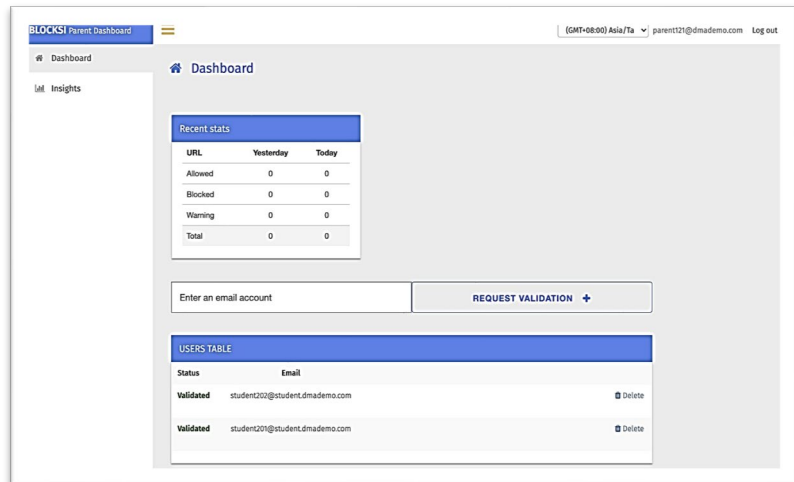 BLOCKSI Parent Dashboard
(GMT+08:00) Asia/Ta parent121@dmademo.com Log out
Dashboard
Insights
Dashboard
Recent stats
URL Yesterday Today
Allowed 0 0
Blocked 0 0
Warning 0 0
Total 0 0
Enter an email account REQUEST VALIDATION +
USERS TABLE
Status Email
Validated student202@student.dmademo.com Delete
Validated student201@student.dmademo.com Delete